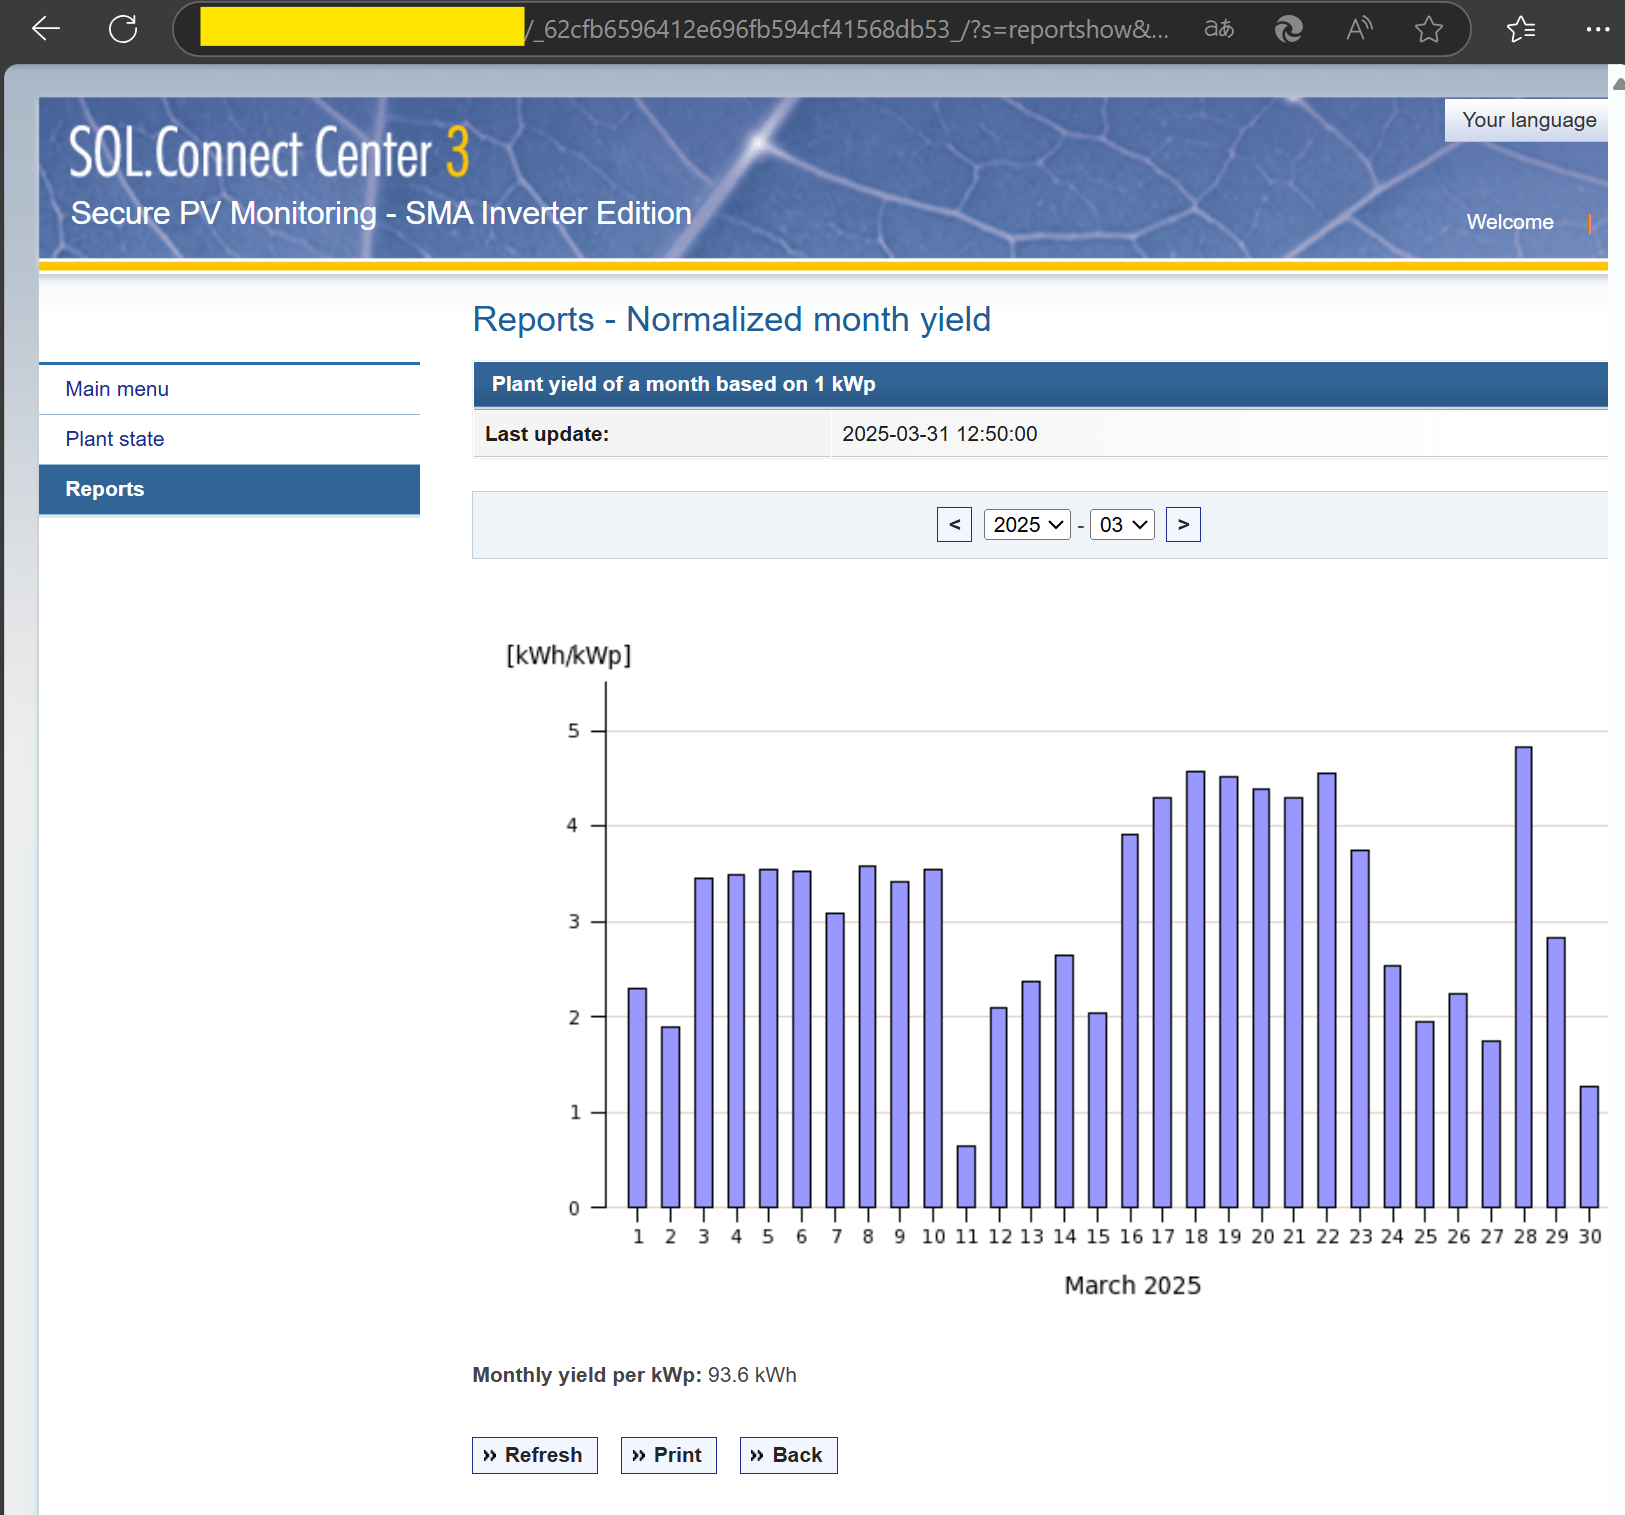 /_62cfb6596412e696fb594cf41568db53_/?s=reportshow&...
aあ
A
SOL.Connect Center 3
Secure PV Monitoring - SMA Inverter Edition
Your language
Welcome |
Main menu
Plant state
Reports
Reports - Normalized month yield
Plant yield of a month based on 1 kWp
Last update: 2025-03-31 12:50:00
< 2025 - 03 >
[kWh/kWp]
5
4
3
2
1
0
1 2 3 4 5 6 7 8 9 10 11 12 13 14 15 16 17 18 19 20 21 22 23 24 25 26 27 28 29 30
March 2025
Monthly yield per kWp: 93.6 kWh
» Refresh » Print » Back